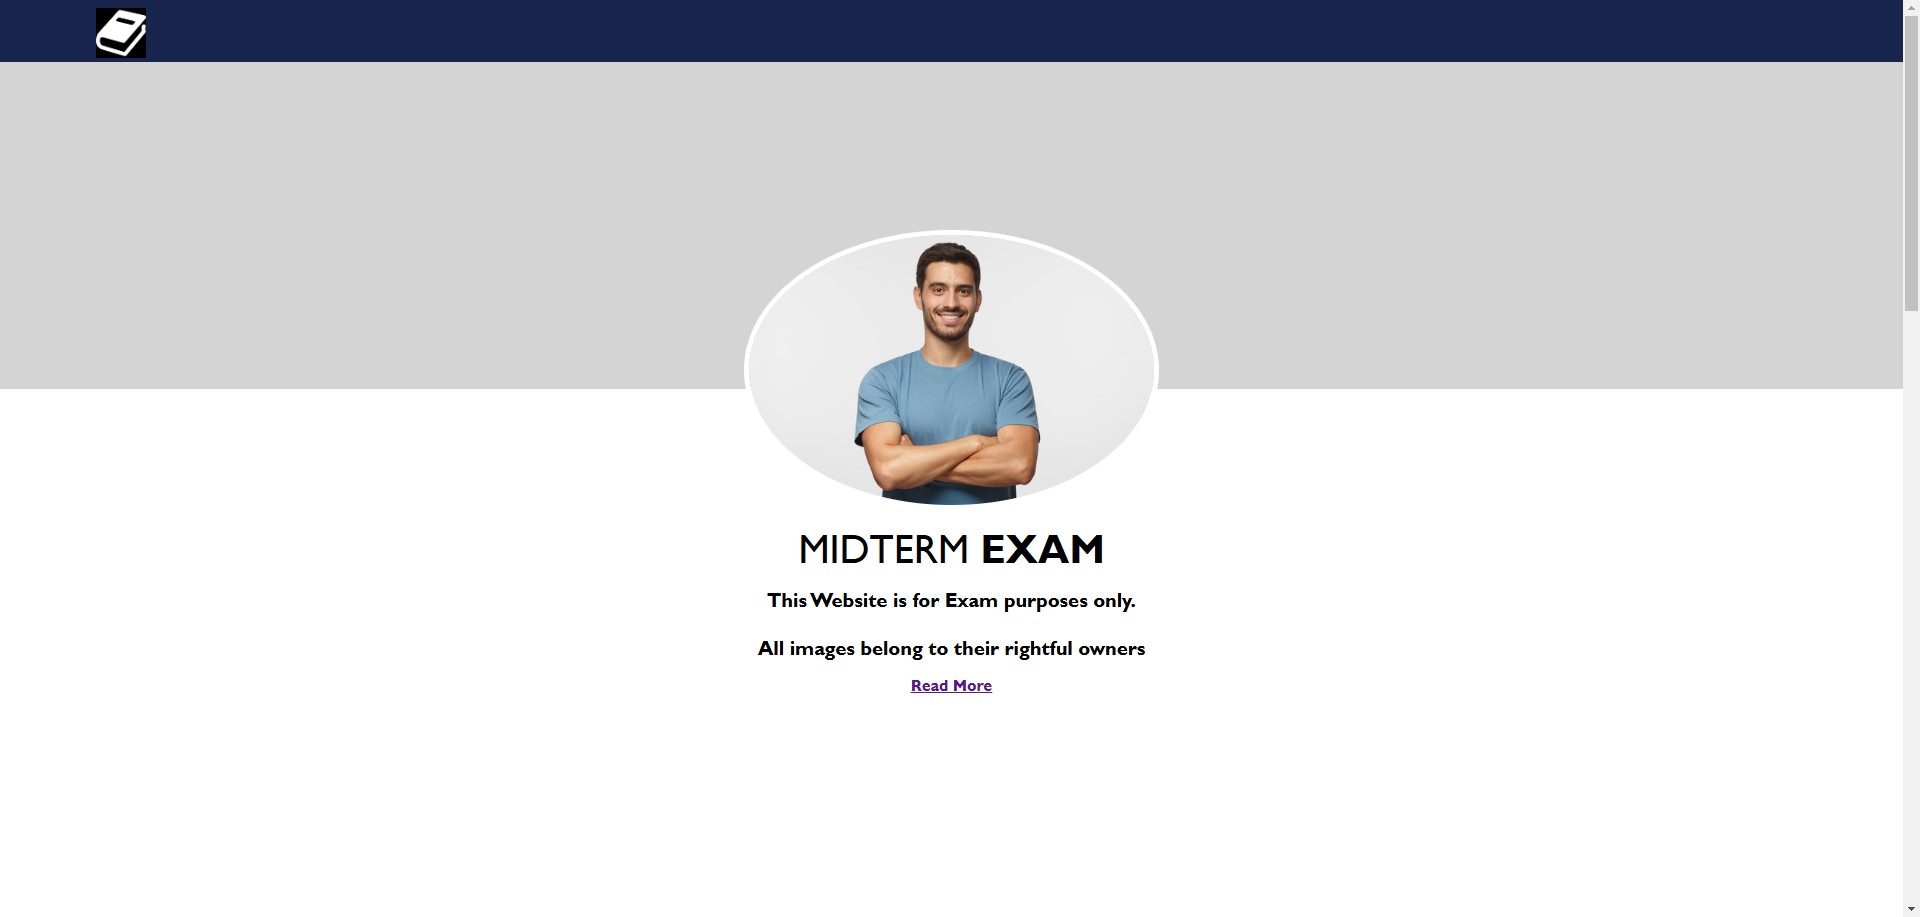 MIDTERM EXAM
This Website is for Exam purposes only.
All images belong to their rightful owners
Read More